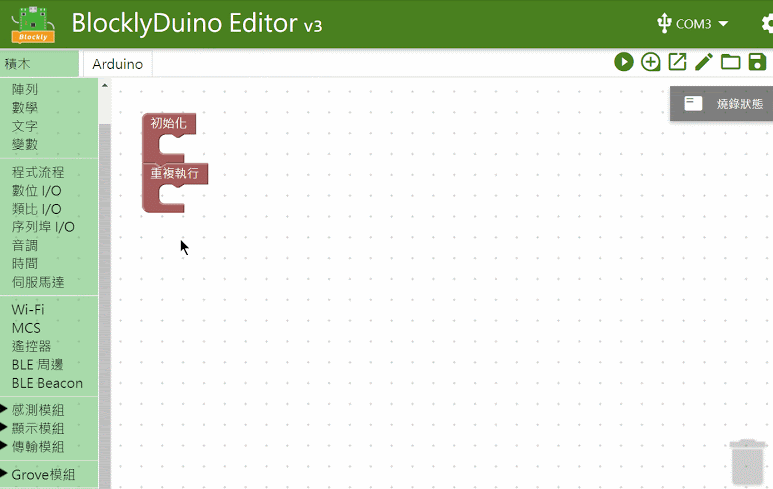 Blockly
BlocklyDuino Editor v3
COM3
積木
Arduino
燒錄狀態
陣列
數學
文字
變數
程式流程
數位 I/O
類比 I/O
序列埠 I/O
音調
時間
伺服馬達
Wi-Fi
MCS
遙控器
BLE 周邊
BLE Beacon
感測模組
顯示模組
傳輸模組
Grove模組
初始化
重複執行